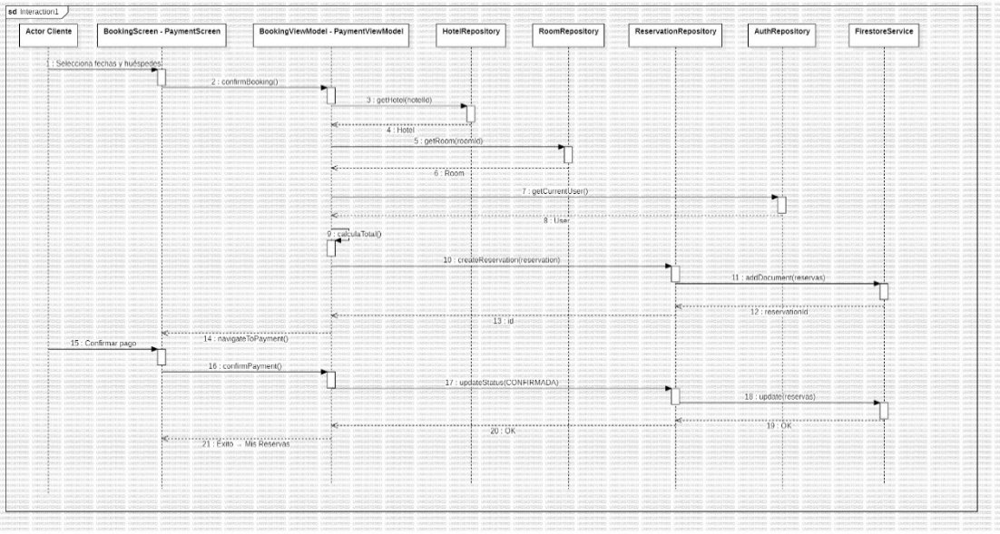 sd Interaction1
Actor Cliente
BookingScreen - PaymentScreen
BookingViewModel - PaymentViewModel
HotelRepository
RoomRepository
ReservationRepository
AuthRepository
FirestoreService
1 : Selecciona fechas y huéspedes
2 : confirmBooking()
3 : getHotel(hotelId)
4 : Hotel
5 : getRoom(roomId)
6 : Room
7 : getCurrentUser()
8 : User
9 : calculaTotal()
10 : createReservation(reservation)
11 : addDocument(reservas)
12 : reservationId
13 : id
14 : navigateToPayment()
15 : Confirmar pago
16 : confirmPayment()
17 : updateStatus(CONFIRMADA)
18 : update(reservas)
19 : OK
20 : OK
21 : Éxito → Mis Reservas